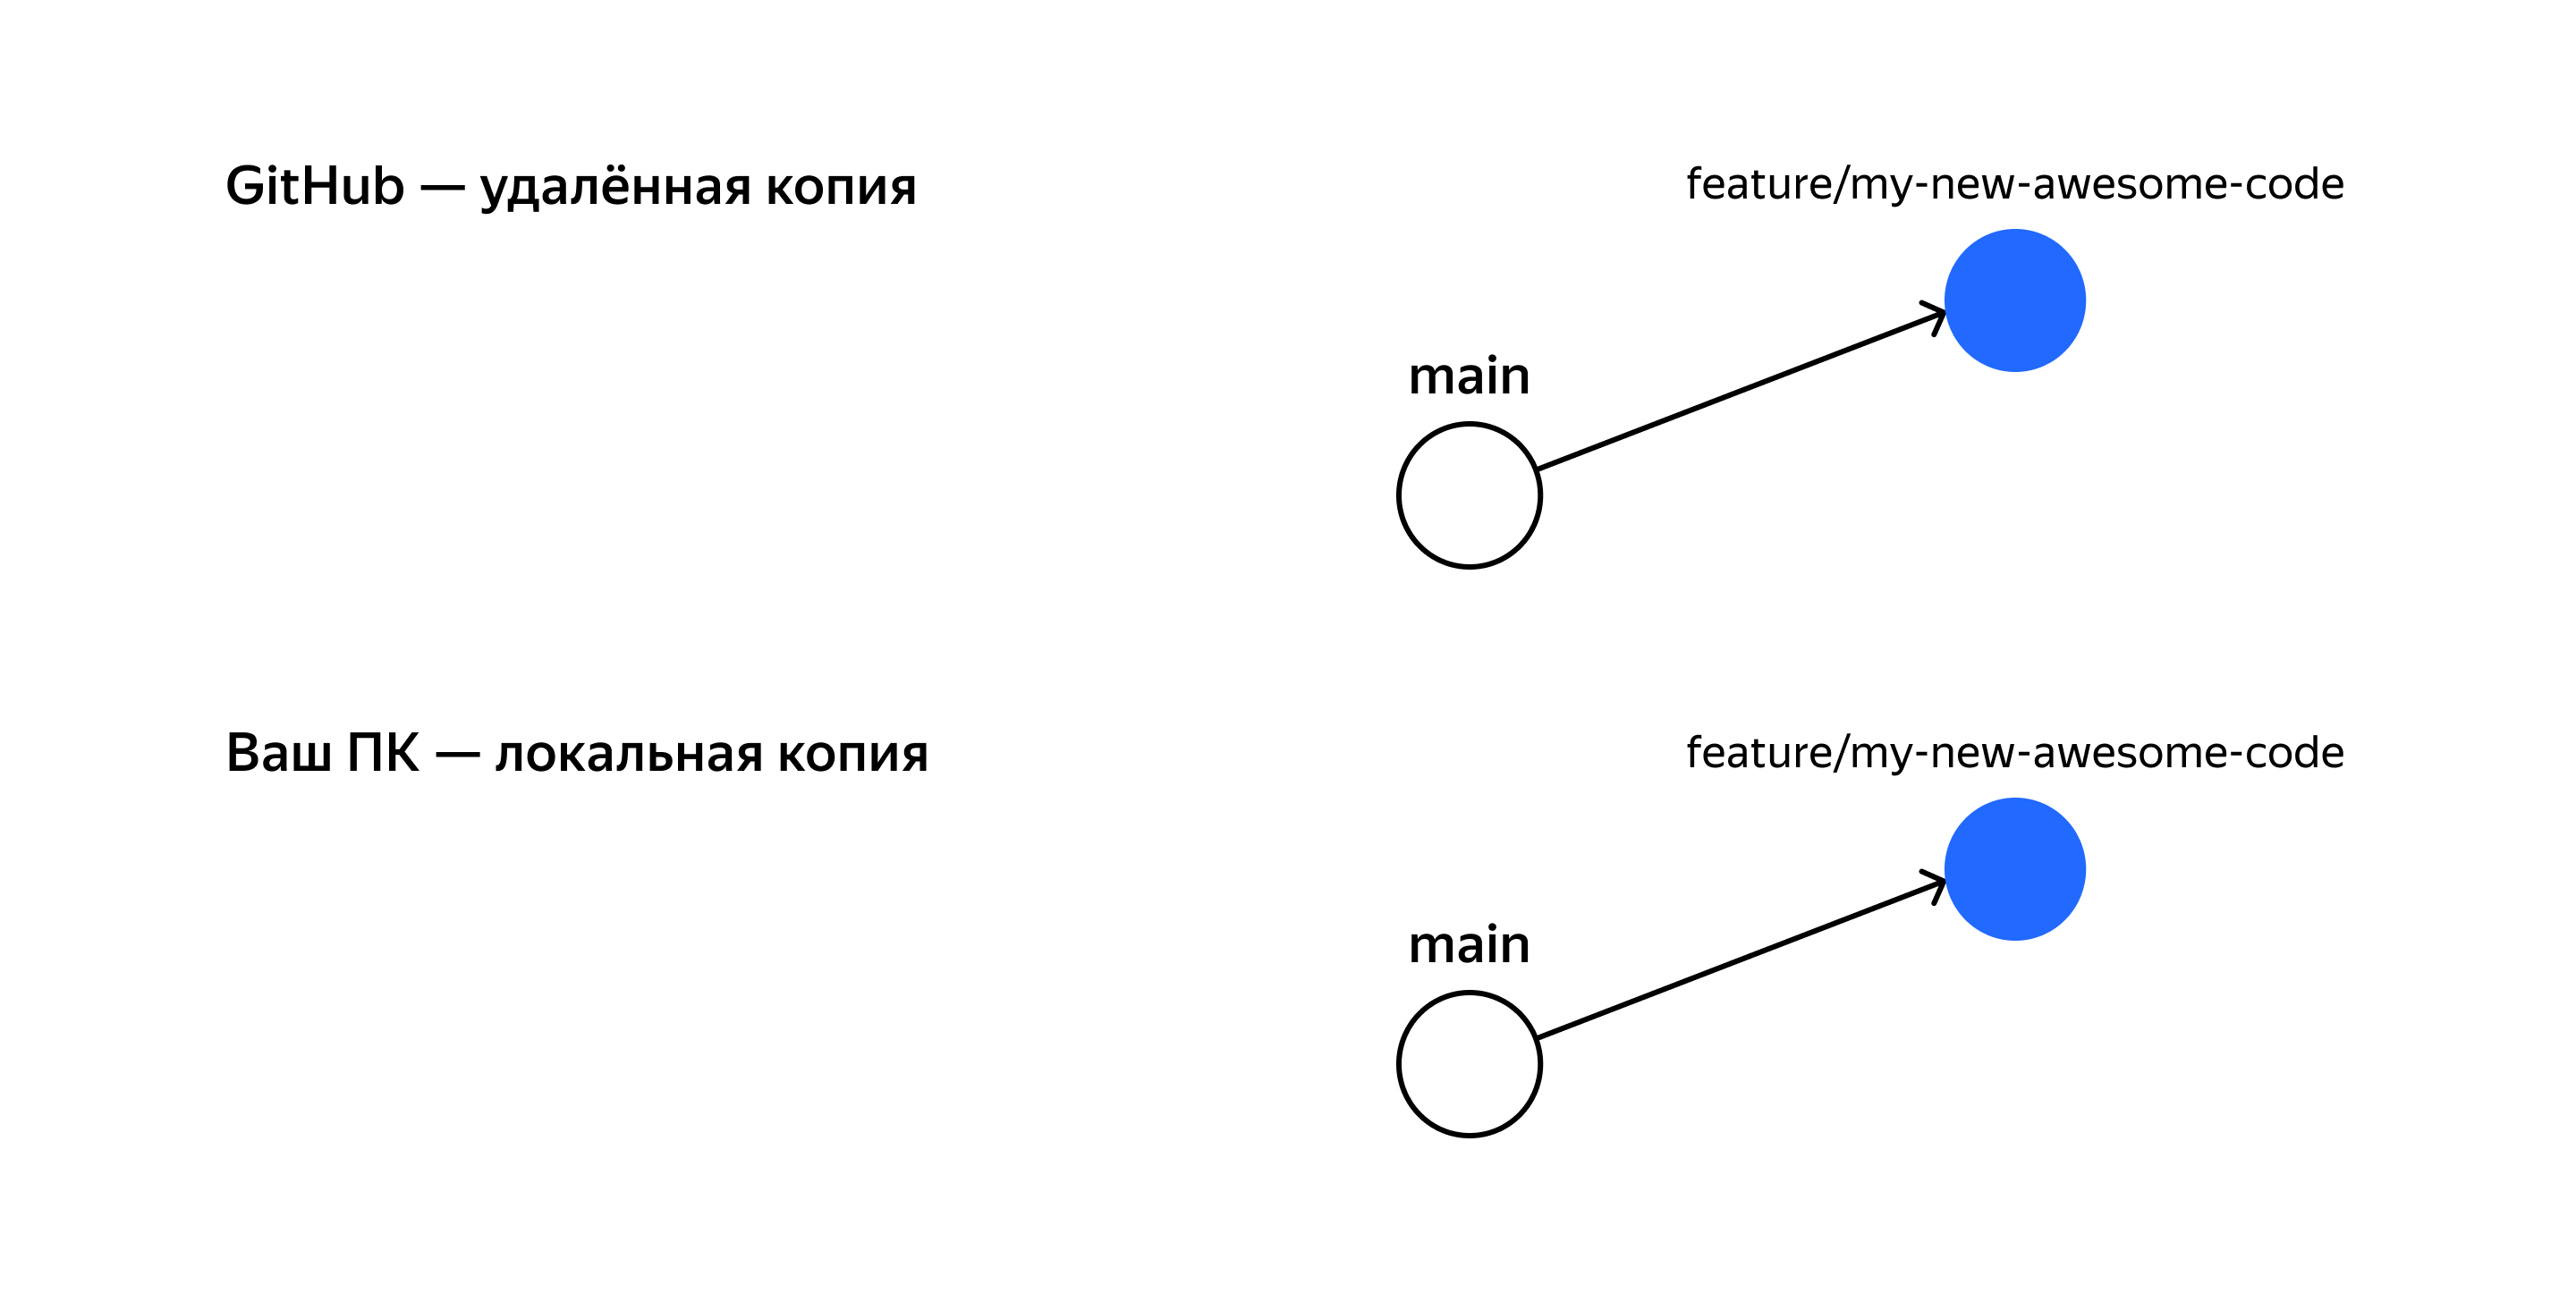 GitHub — удалённая копия
feature/my-new-awesome-code
main
Ваш ПК — локальная копия
feature/my-new-awesome-code
main